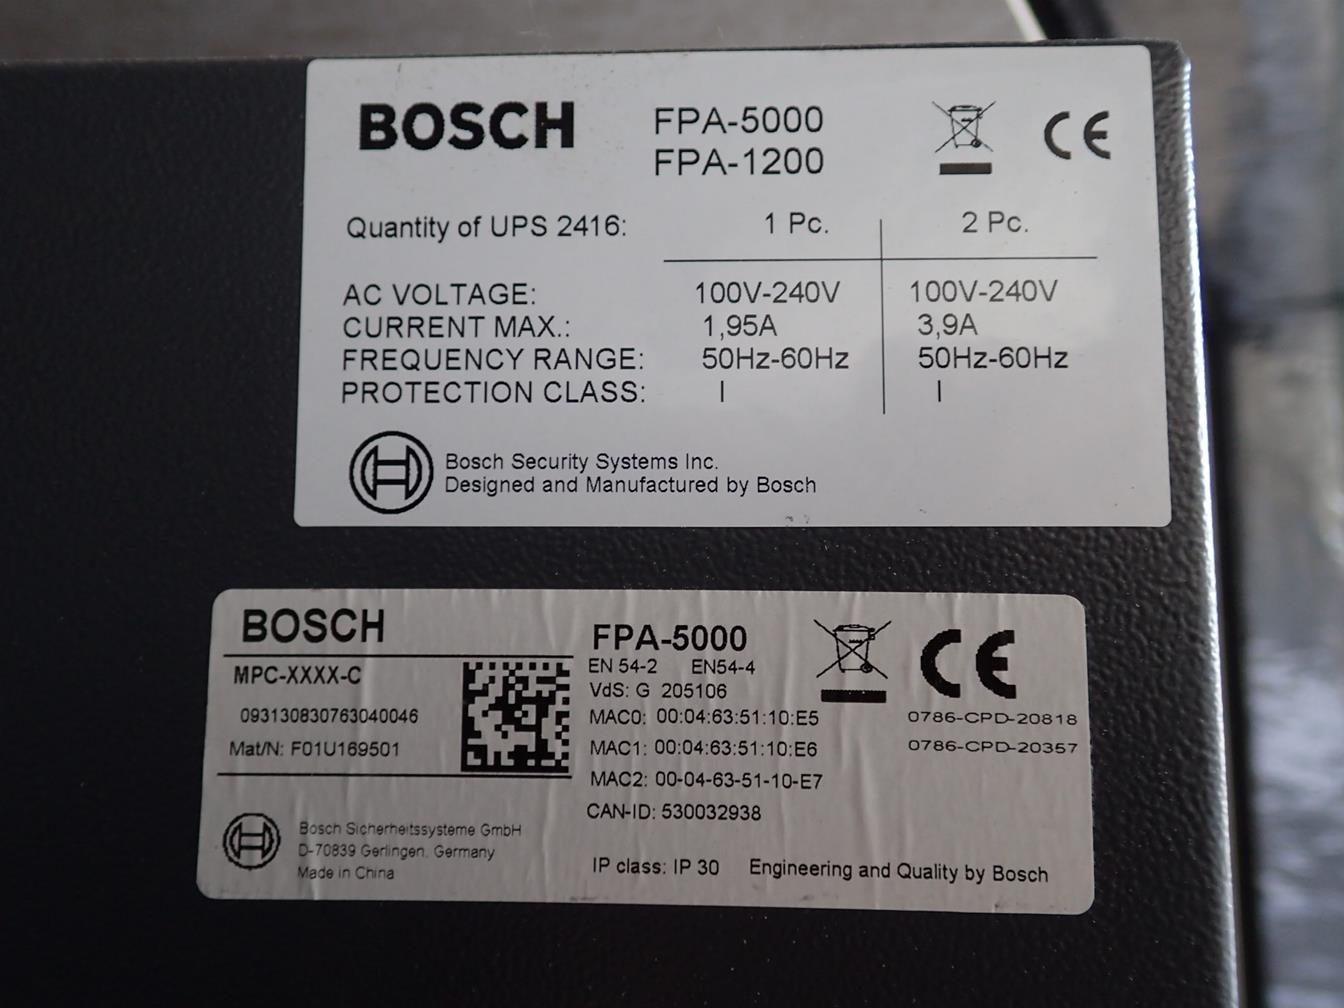 BOSCH
FPA-5000
FPA-1200
CE
Quantity of UPS 2416: 1 Pc. 2 Pc.
AC VOLTAGE: 100V-240V 100V-240V
CURRENT MAX.: 1,95A 3,9A
FREQUENCY RANGE: 50Hz-60Hz 50Hz-60Hz
PROTECTION CLASS: I I
Bosch Security Systems Inc.
Designed and Manufactured by Bosch
BOSCH
MPC-XXXX-C
093130830763040046
Mat/N: F01U169501
Bosch Sicherheitssysteme GmbH
D-70839 Gerlingen, Germany
Made in China
FPA-5000
EN 54-2 EN54-4
VdS: G 205106
MAC0: 00:04:63:51:10:E5
MAC1: 00:04:63:51:10:E6
MAC2: 00-04-63-51-10-E7
CAN-ID: 530032938
IP class: IP 30 Engineering and Quality by Bosch
CE
0786-CPD-20818
0786-CPD-20357